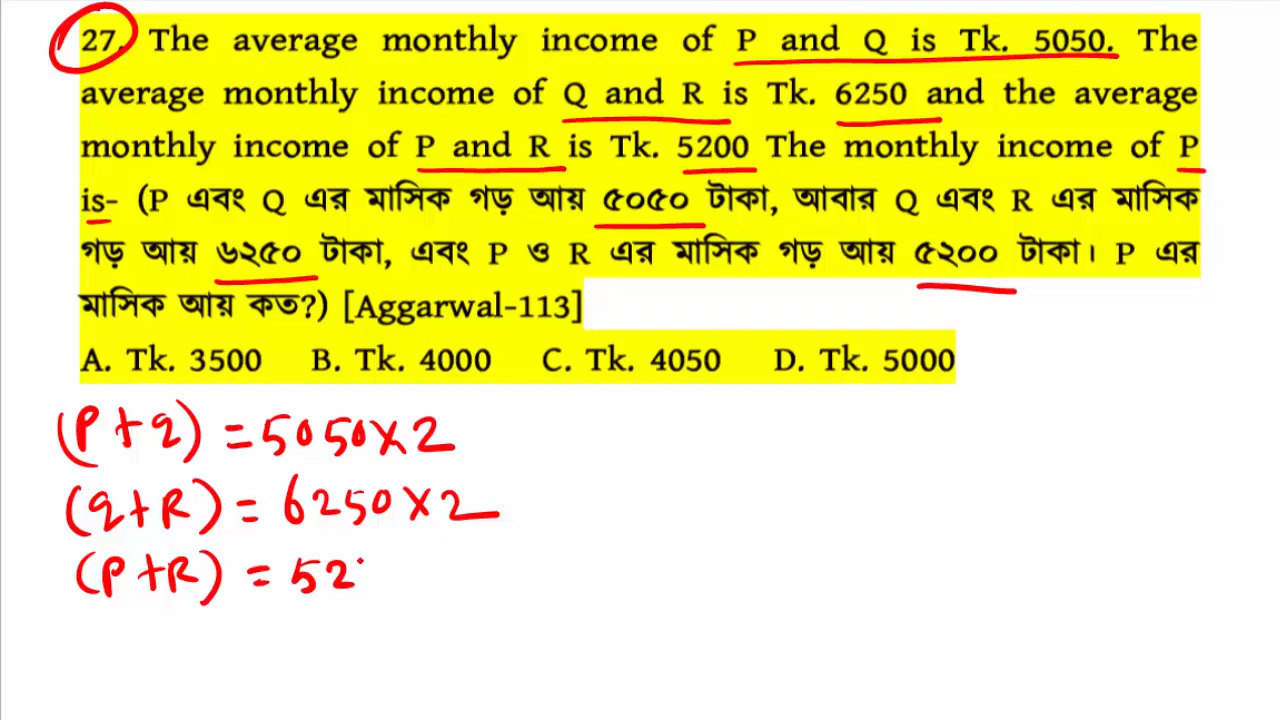 27. The average monthly income of P and Q is Tk. 5050. The
average monthly income of Q and R is Tk. 6250 and the average
monthly income of P and R is Tk. 5200 The monthly income of P
is- (P এবং Q এর মাসিক গড় আয় ৫০৫০ টাকা, আবার Q এবং R এর মাসিক
গড় আয় ৬২৫০ টাকা, এবং P ও R এর মাসিক গড় আয় ৫২০০ টাকা। P এর
মাসিক আয় কত?) [Aggarwal-113]
A. Tk. 3500 B. Tk. 4000 C. Tk. 4050 D. Tk. 5000
(P+q) = 5050×2
(q+R) = 6250×2
(P+R) = 52